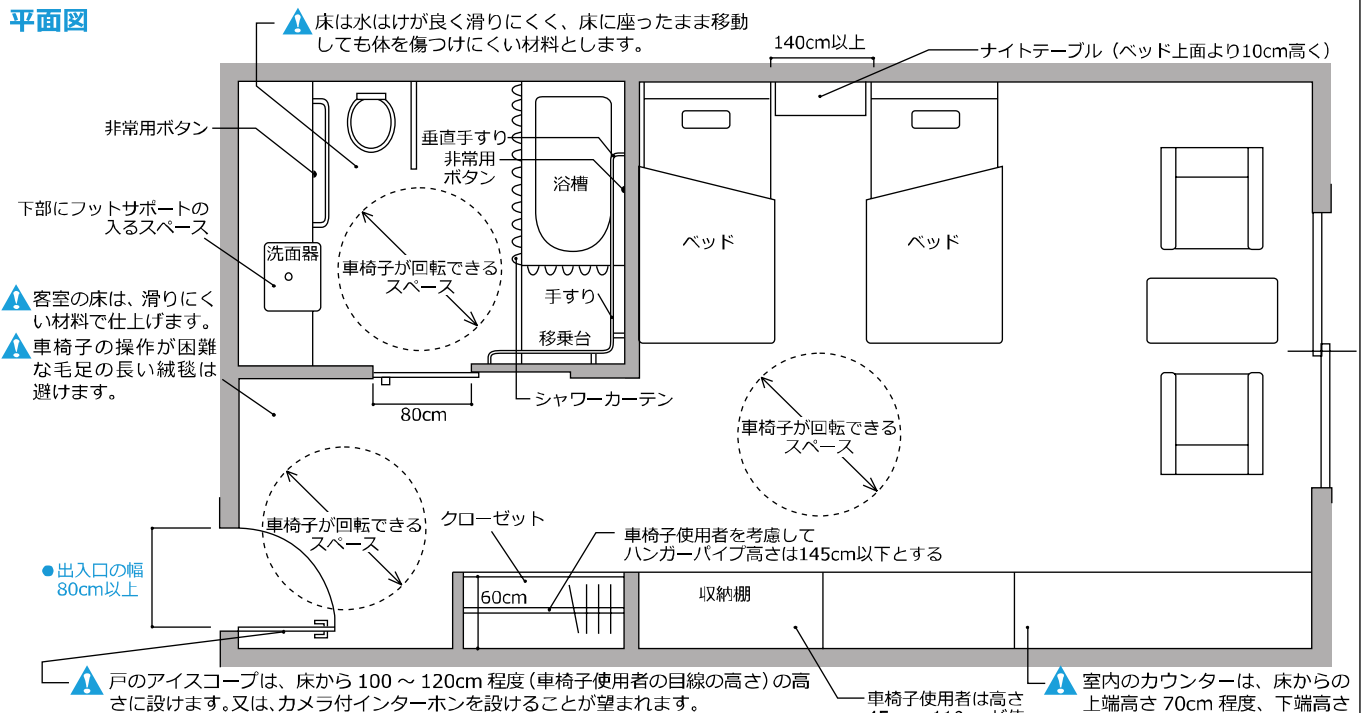 平面図
床は水はけが良く滑りにくく、床に座ったまま移動
しても体を傷つけにくい材料とします。
140cm以上
ナイトテーブル（ベッド上面より10cm高く）
非常用ボタン
垂直手すり
非常用
ボタン
浴槽
下部にフットサポートの
入るスペース
洗面器
車椅子が回転できる
スペース
ベッド
ベッド
手すり
移乗台
客室の床は、滑りにく
い材料で仕上げます。
車椅子の操作が困難
な毛足の長い絨毯は
避けます。
80cm
シャワーカーテン
車椅子が回転できる
スペース
車椅子が回転できる
スペース
クローゼット
車椅子使用者を考慮して
ハンガーパイプ高さは145cm以下とする
●出入口の幅
80cm以上
60cm
収納棚
戸のアイスコープは、床から 100 ～ 120cm 程度（車椅子使用者の目線の高さ）の高
さに設けます。又は、カメラ付インターホンを設けることが望まれます。
車椅子使用者は高さ
室内のカウンターは、床からの
上端高さ 70cm 程度、下端高さ